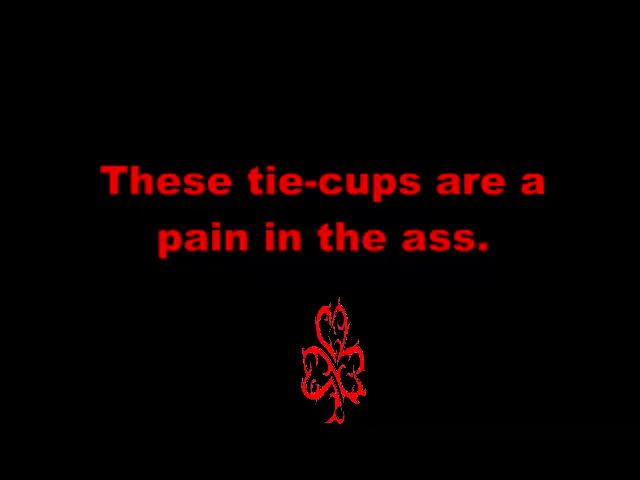 These tie-cups are a
pain in the ass.